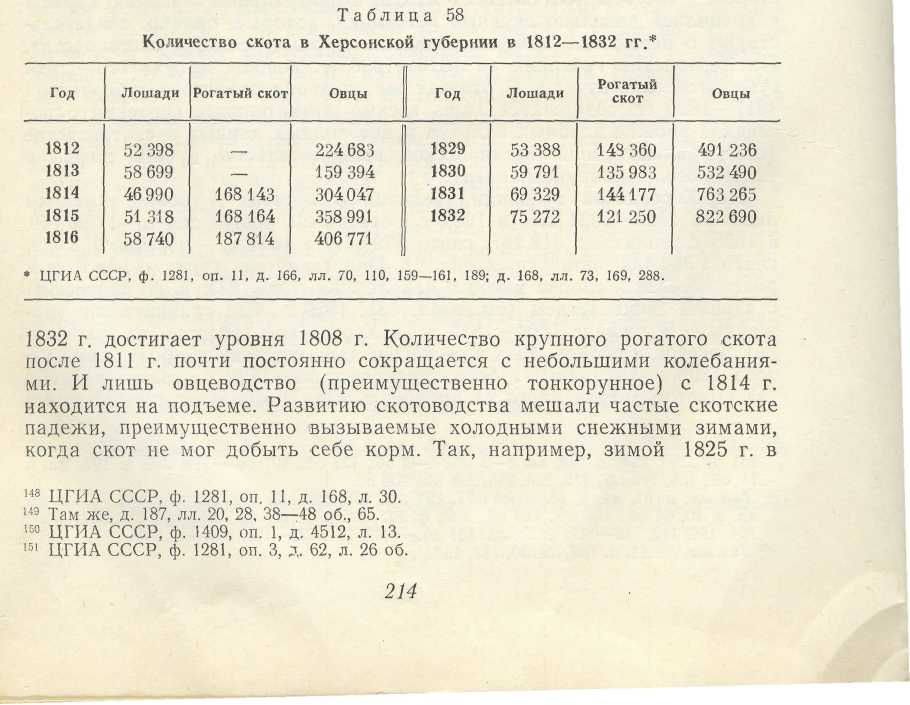 Таблица 58
Количество скота в Херсонской губернии в 1812—1832 гг.*
Год Лошади Рогатый скот Овцы Год Лошади Рогатый скот Овцы
1812 52 398 — 224 683 1829 53 388 148 360 491 236
1813 58 699 — 159 394 1830 59 791 135 983 532 490
1814 46 990 168 143 304 047 1831 69 329 144 177 763 265
1815 51 318 168 164 358 991 1832 75 272 121 250 822 690
1816 58 740 187 814 406 771
* ЦГИА СССР, ф. 1281, оп. 11, д. 166, лл. 70, 110, 159—161, 189; д. 168, лл. 73, 169, 288.
1832 г. достигает уровня 1808 г. Количество крупного рогатого скота
после 1811 г. почти постоянно сокращается с небольшими колебания-
ми. И лишь овцеводство (преимущественно тонкорунное) с 1814 г.
находится на подъеме. Развитию скотоводства мешали частые скотские
падежи, преимущественно вызываемые холодными снежными зимами,
когда скот не мог добыть себе корм. Так, например, зимой 1825 г. в
148 ЦГИА СССР, ф. 1281, оп. 11, д. 168, л. 30.
149 Там же, д. 187, лл. 20, 28, 38—48 об., 65.
150 ЦГИА СССР, ф. 1409, оп. 1, д. 4512, л. 13.
151 ЦГИА СССР, ф. 1281, оп. 3, д. 62, л. 26 об.
214